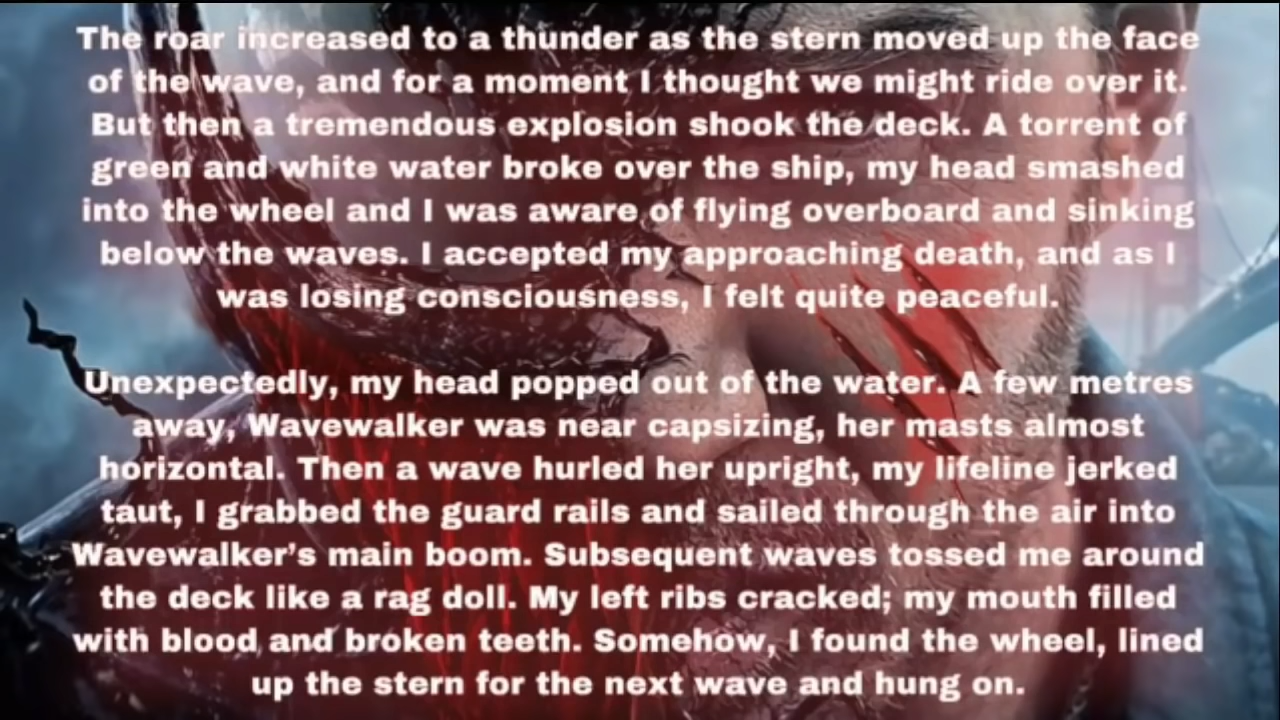 The roar increased to a thunder as the stern moved up the face
of the wave, and for a moment I thought we might ride over it.
But then a tremendous explosion shook the deck. A torrent of
green and white water broke over the ship, my head smashed
into the wheel and I was aware of flying overboard and sinking
below the waves. I accepted my approaching death, and as I
was losing consciousness, I felt quite peaceful.
Unexpectedly, my head popped out of the water. A few metres
away, Wavewalker was near capsizing, her masts almost
horizontal. Then a wave hurled her upright, my lifeline jerked
taut, I grabbed the guard rails and sailed through the air into
Wavewalker’s main boom. Subsequent waves tossed me around
the deck like a rag doll. My left ribs cracked; my mouth filled
with blood and broken teeth. Somehow, I found the wheel, lined
up the stern for the next wave and hung on.